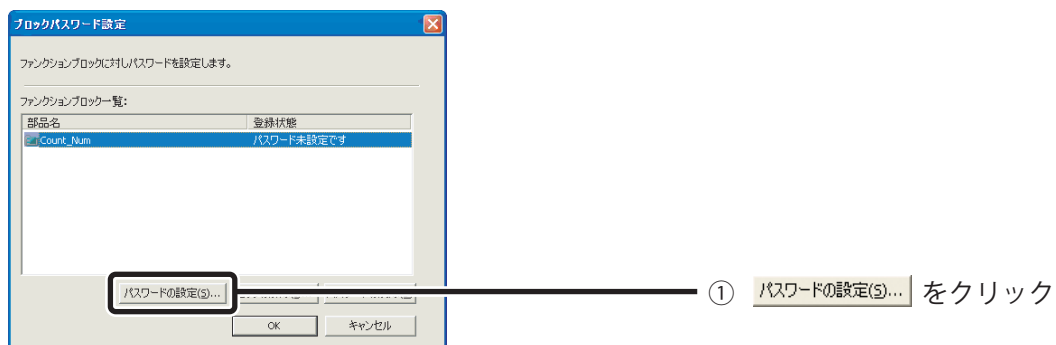 ブロックパスワード設定
ファンクションブロックに対しパスワードを設定します。
ファンクションブロック一覧:
部品名 登録状態
Count_Num パスワード未設定です
パスワードの設定(S)...
① パスワードの設定(S)... をクリック
OK キャンセル